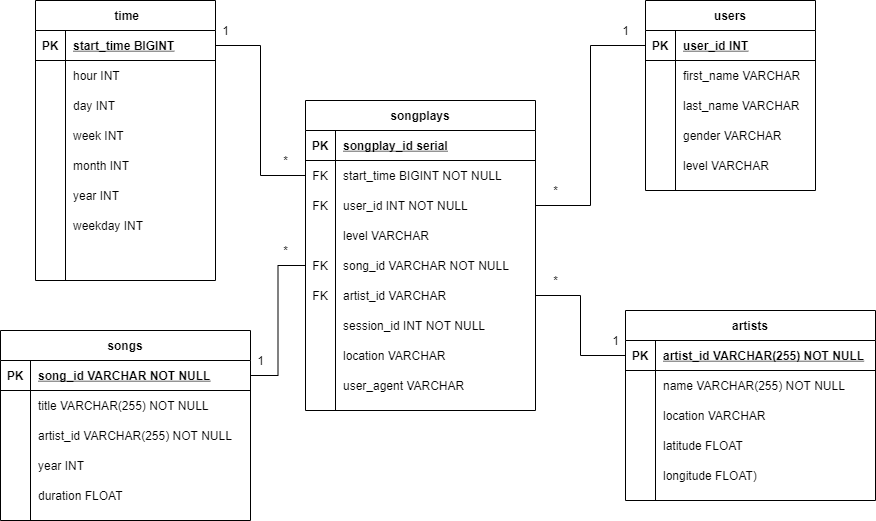 time
PK start_time BIGINT
hour INT
day INT
week INT
month INT
year INT
weekday INT
1
*
users
PK user_id INT
first_name VARCHAR
last_name VARCHAR
gender VARCHAR
level VARCHAR
1
*
songplays
PK songplay_id serial
FK start_time BIGINT NOT NULL
FK user_id INT NOT NULL
level VARCHAR
FK song_id VARCHAR NOT NULL
FK artist_id VARCHAR
session_id INT NOT NULL
location VARCHAR
user_agent VARCHAR
*
1
songs
PK song_id VARCHAR NOT NULL
title VARCHAR(255) NOT NULL
artist_id VARCHAR(255) NOT NULL
year INT
duration FLOAT
*
1
artists
PK artist_id VARCHAR(255) NOT NULL
name VARCHAR(255) NOT NULL
location VARCHAR
latitude FLOAT
longitude FLOAT)